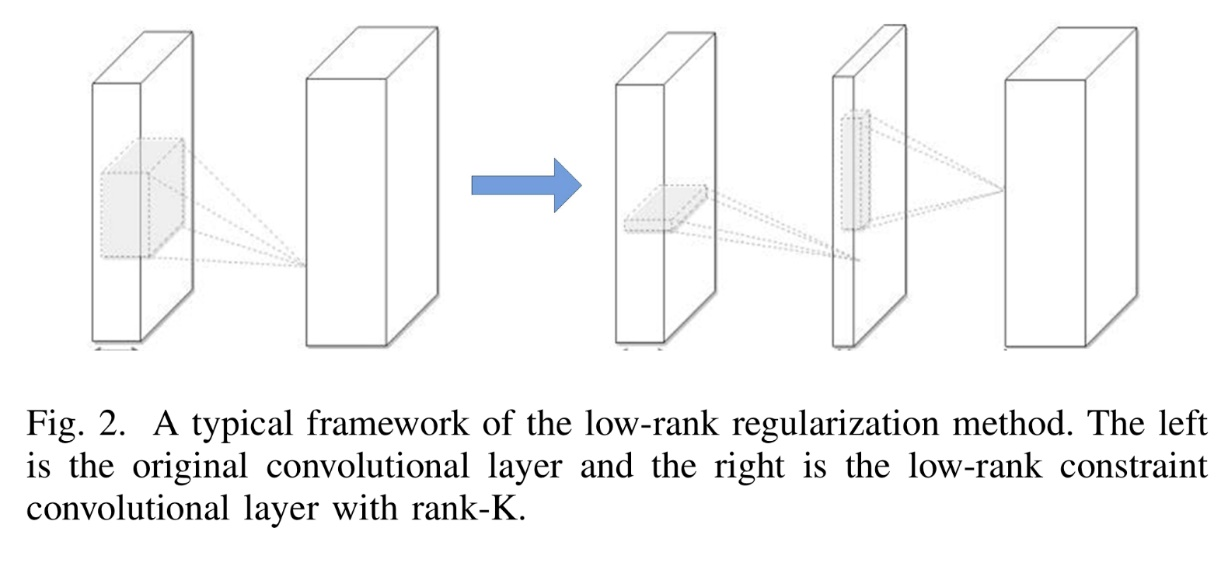 Fig. 2. A typical framework of the low-rank regularization method. The left
is the original convolutional layer and the right is the low-rank constraint
convolutional layer with rank-K.